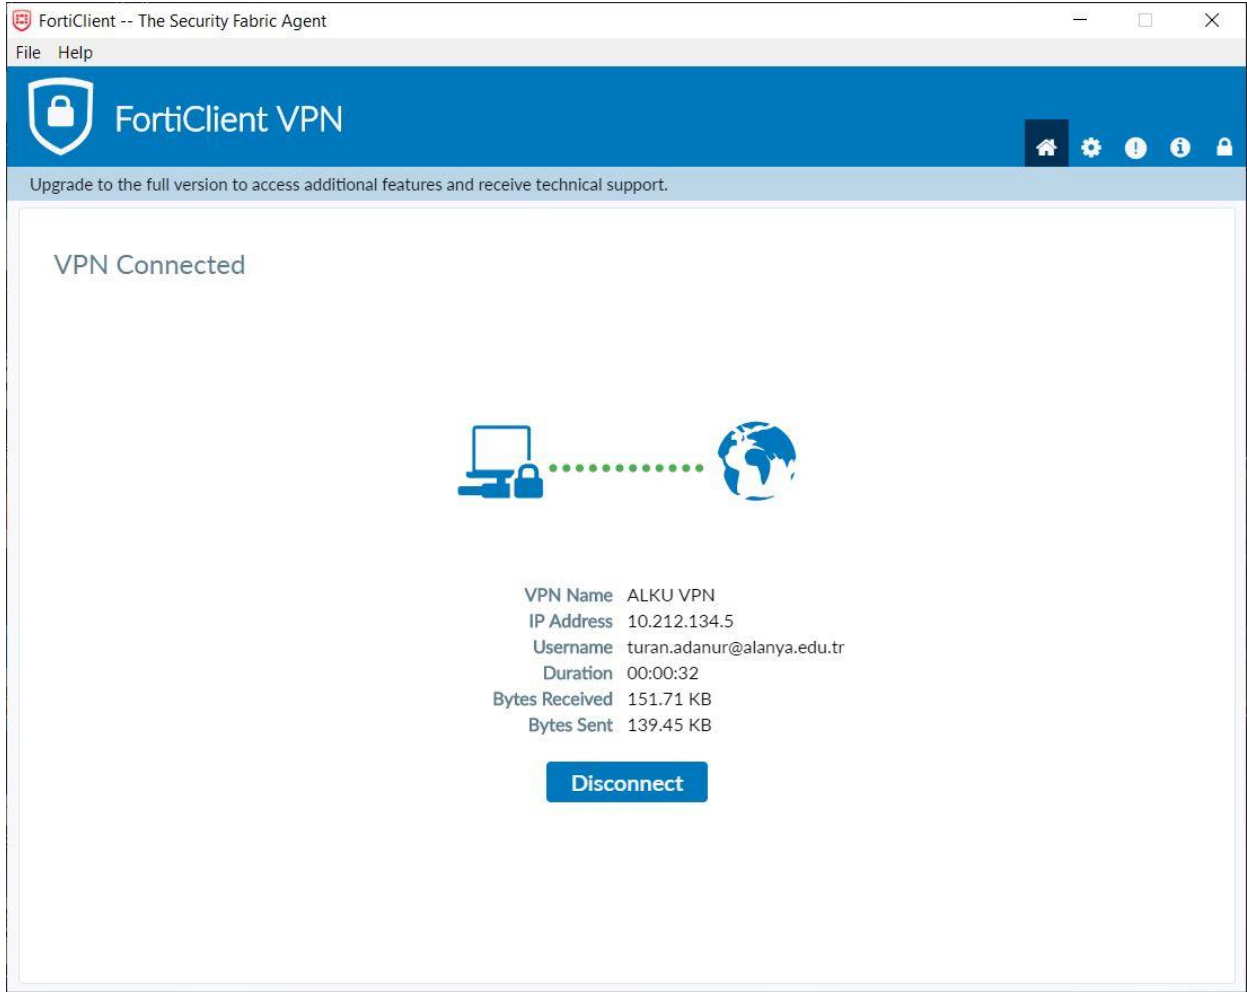 FortiClient -- The Security Fabric Agent
File Help
FortiClient VPN
Upgrade to the full version to access additional features and receive technical support.
VPN Connected
VPN Name ALKU VPN
IP Address 10.212.134.5
Username turan.adanur@alanya.edu.tr
Duration 00:00:32
Bytes Received 151.71 KB
Bytes Sent 139.45 KB
Disconnect